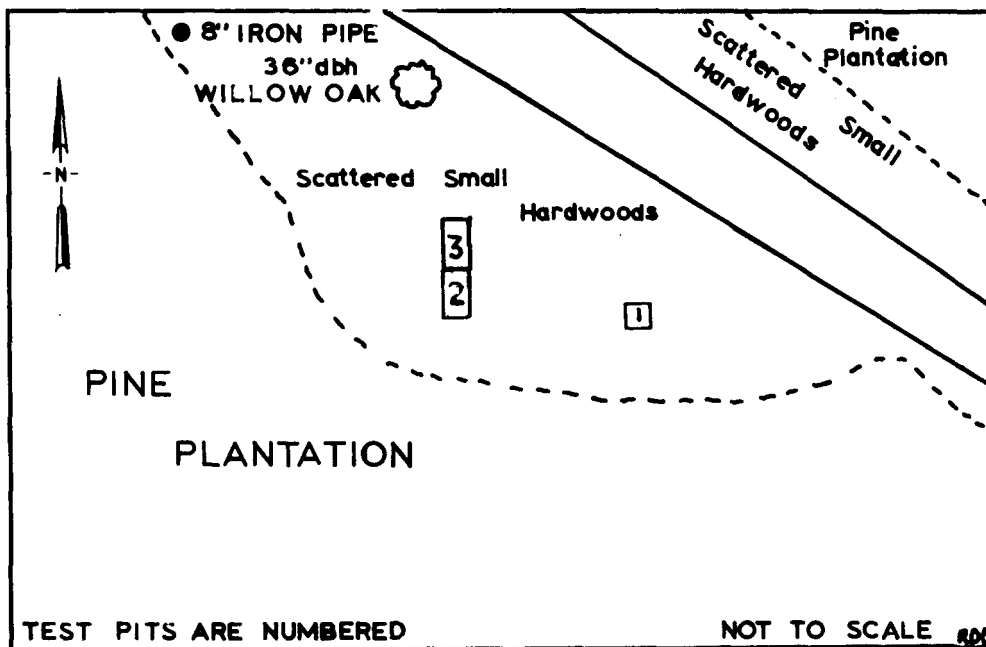 8" IRON PIPE
36" dbh
WILLOW OAK
Pine
Plantation
Scattered Small
Hardwoods
-N-
Scattered Small
Hardwoods
3
2
1
PINE
PLANTATION
TEST PITS ARE NUMBERED
NOT TO SCALE